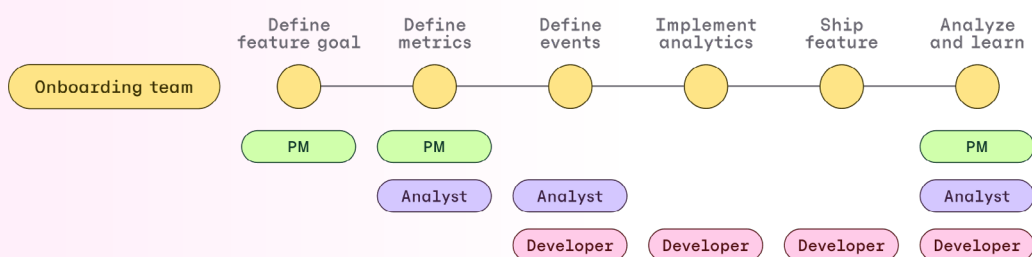 Define
feature goal
Define
metrics
Define
events
Implement
analytics
Ship
feature
Analyze
and learn
Onboarding team
PM
PM
PM
Analyst
Analyst
Analyst
Developer
Developer
Developer
Developer